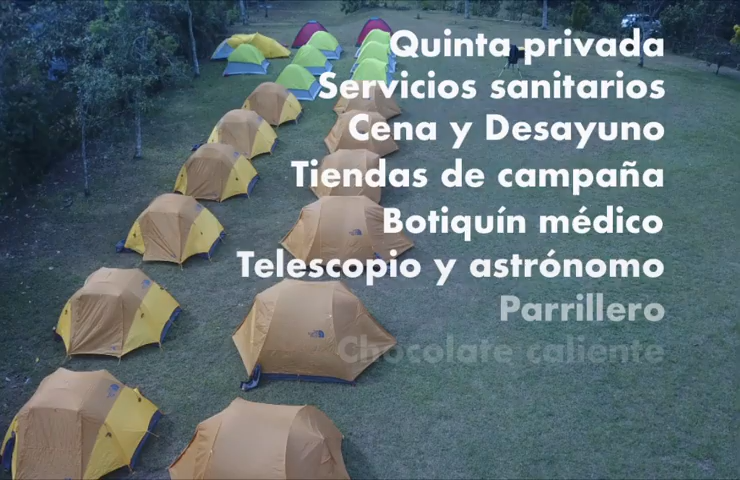 Quinta privada
Servicios sanitarios
Cena y Desayuno
Tiendas de campaña
Botiquín médico
Telescopio y astrónomo
Parrillero
Chocolate caliente